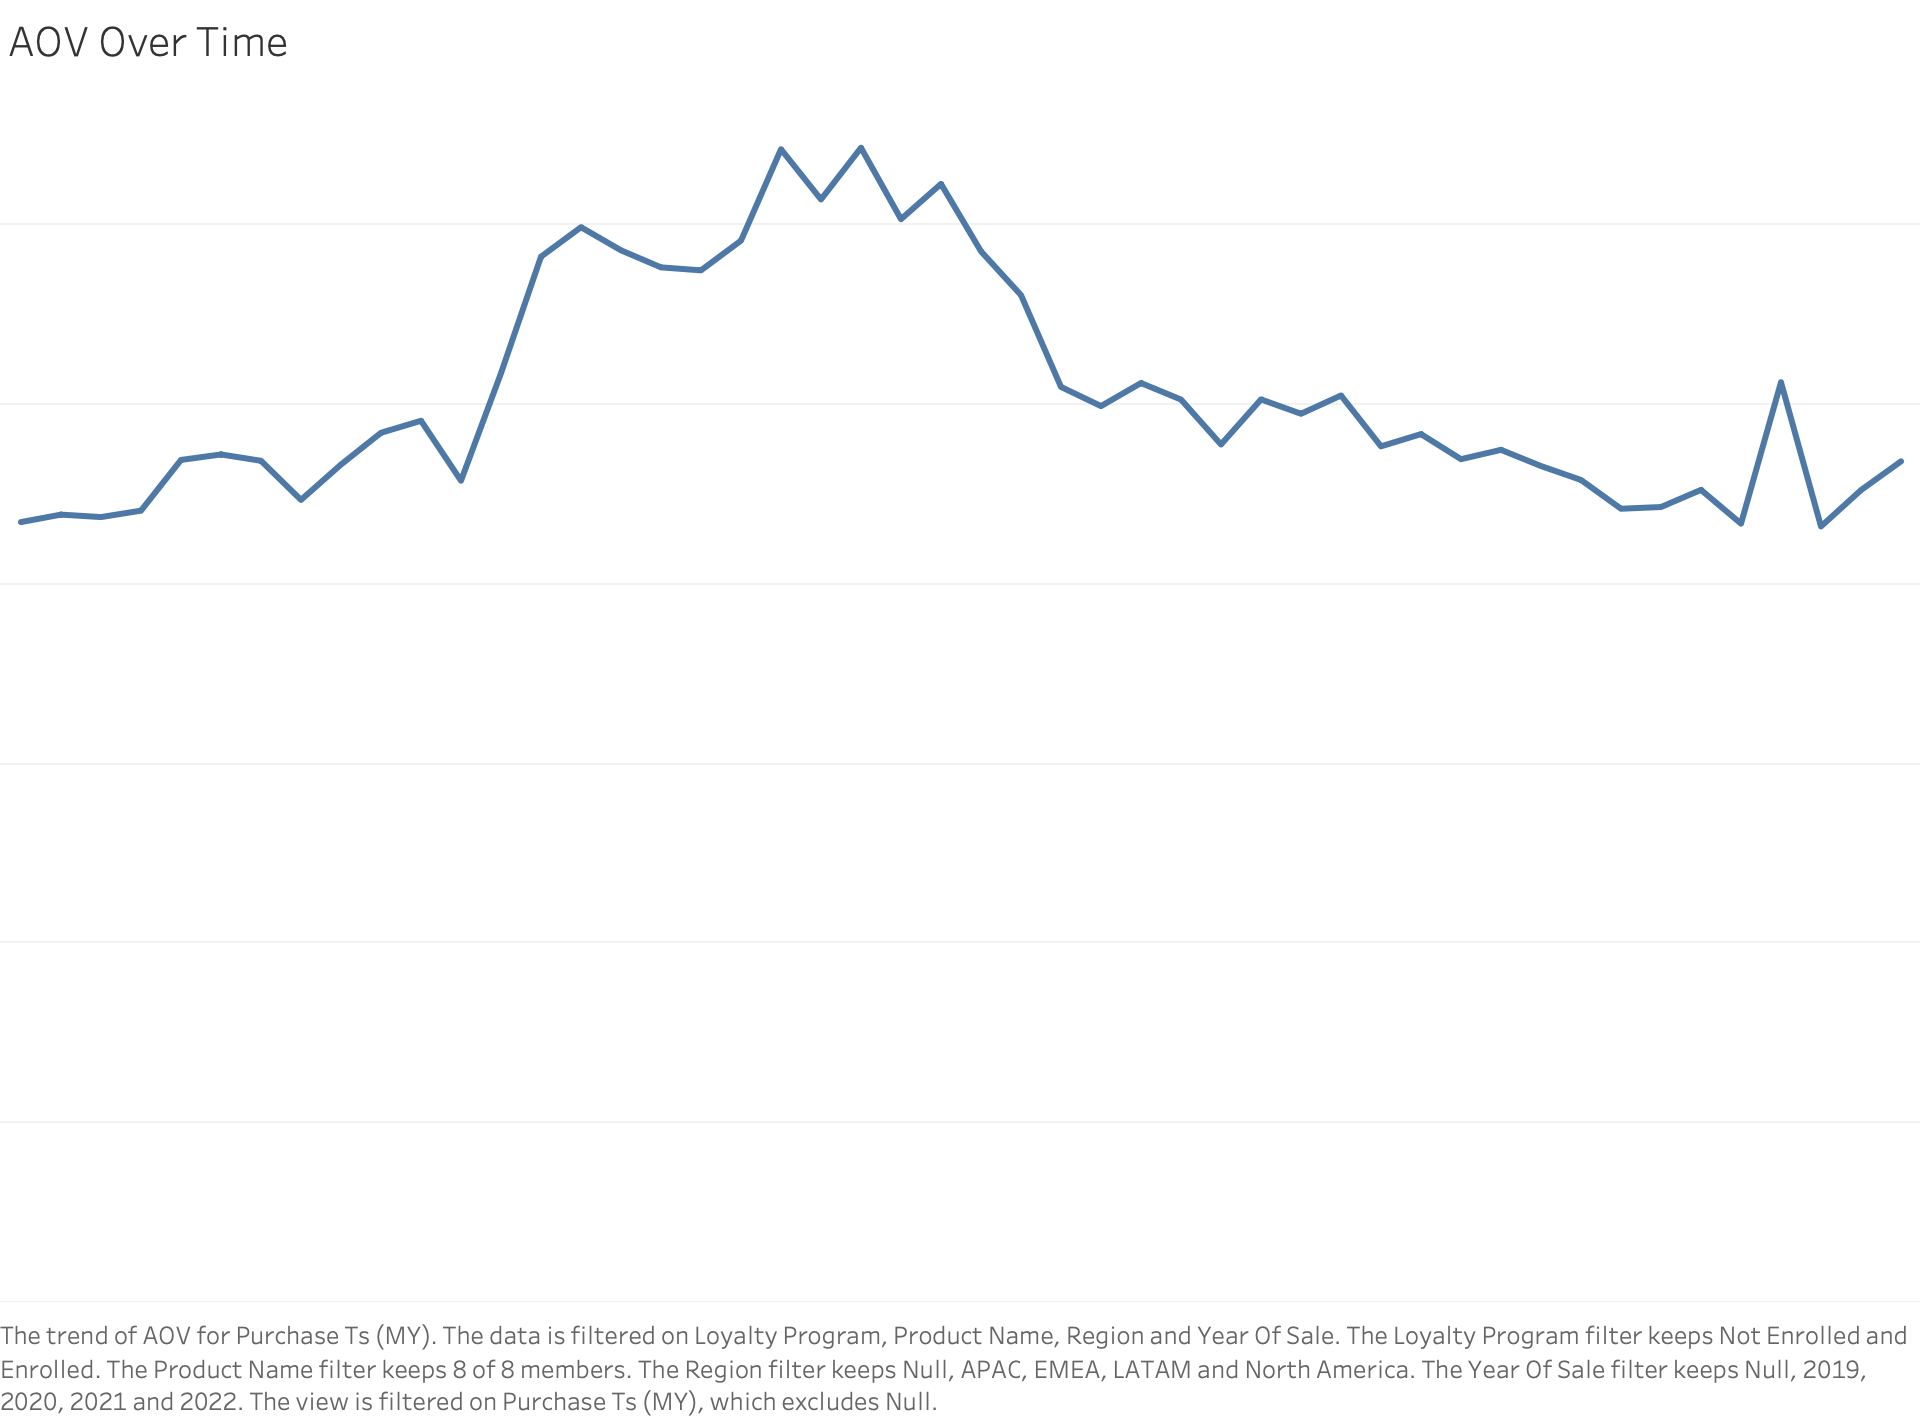 AOV Over Time
The trend of AOV for Purchase Ts (MY). The data is filtered on Loyalty Program, Product Name, Region and Year Of Sale. The Loyalty Program filter keeps Not Enrolled and
Enrolled. The Product Name filter keeps 8 of 8 members. The Region filter keeps Null, APAC, EMEA, LATAM and North America. The Year Of Sale filter keeps Null, 2019,
2020, 2021 and 2022. The view is filtered on Purchase Ts (MY), which excludes Null.